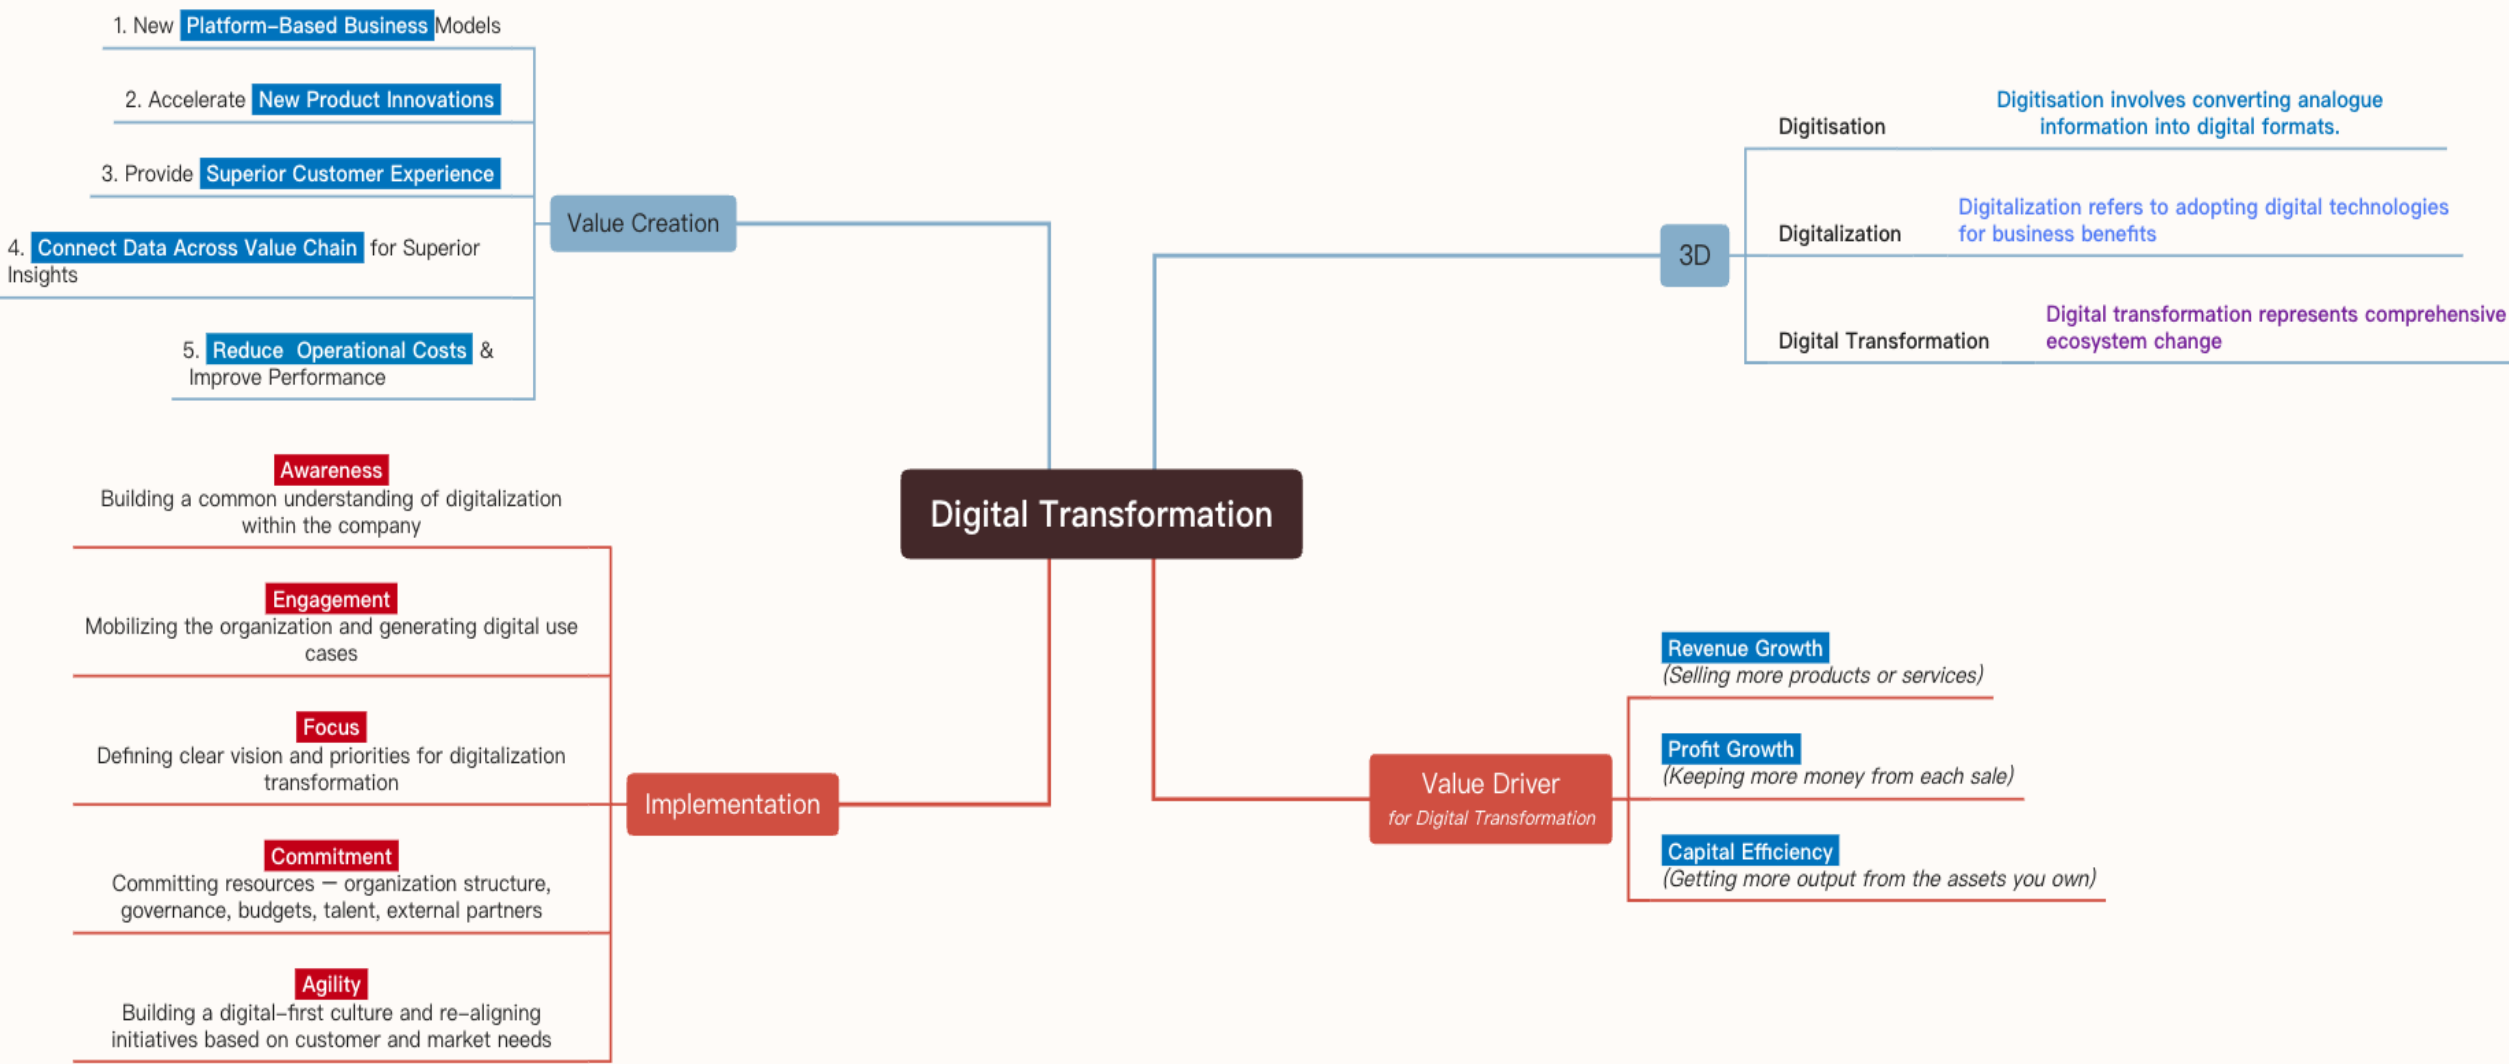 1. New Platform-Based Business Models
2. Accelerate New Product Innovations
3. Provide Superior Customer Experience
4. Connect Data Across Value Chain for Superior
Insights
5. Reduce Operational Costs &
Improve Performance
Value Creation
Awareness
Building a common understanding of digitalization
within the company
Engagement
Mobilizing the organization and generating digital use
cases
Focus
Defining clear vision and priorities for digitalization
transformation
Commitment
Committing resources – organization structure,
governance, budgets, talent, external partners
Agility
Building a digital-first culture and re-aligning
initiatives based on customer and market needs
Implementation
Digital Transformation
3D
Digitisation
Digitisation involves converting analogue
information into digital formats.
Digitalization
Digitalization refers to adopting digital technologies
for business benefits
Digital Transformation
Digital transformation represents comprehensive
ecosystem change
Value Driver
for Digital Transformation
Revenue Growth
(Selling more products or services)
Profit Growth
(Keeping more money from each sale)
Capital Efficiency
(Getting more output from the assets you own)